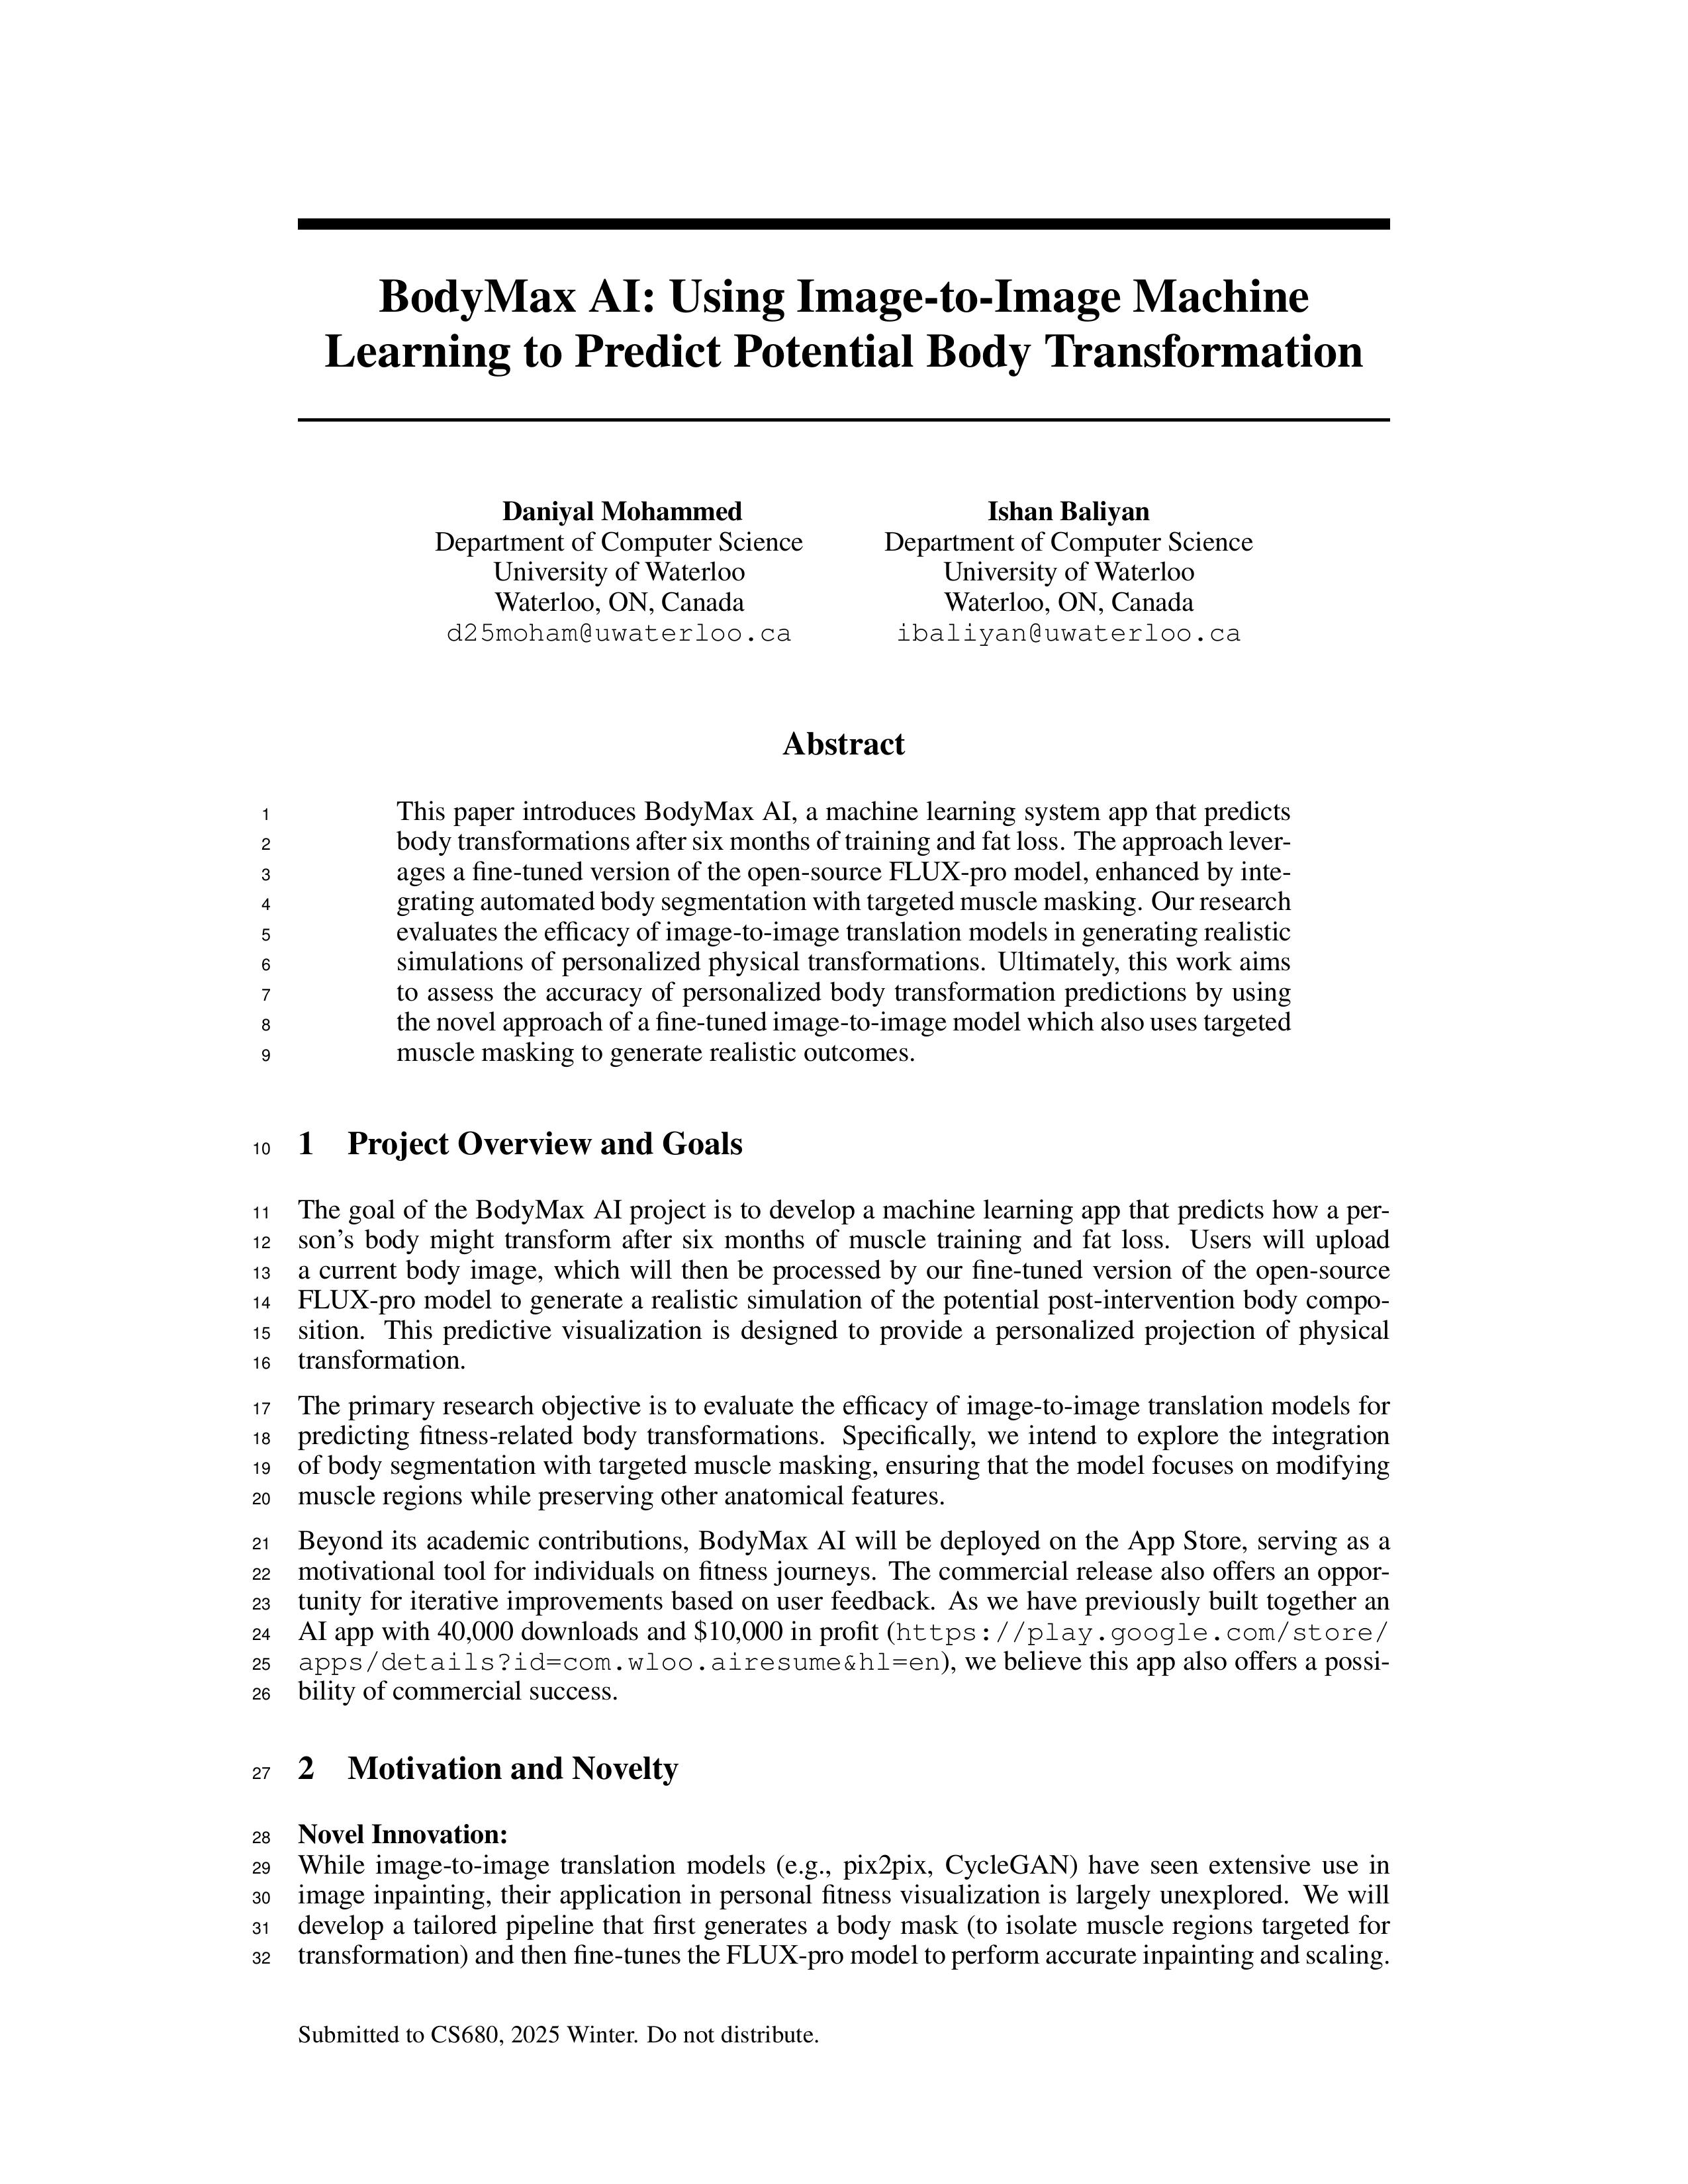 BodyMax AI: Using Image-to-Image Machine
Learning to Predict Potential Body Transformation
Daniyal Mohammed
Department of Computer Science
University of Waterloo
Waterloo, ON, Canada
d25moham@uwaterloo.ca
Ishan Baliyan
Department of Computer Science
University of Waterloo
Waterloo, ON, Canada
ibaliyan@uwaterloo.ca
Abstract
1 This paper introduces BodyMax AI, a machine learning system app that predicts
2 body transformations after six months of training and fat loss. The approach lever-
3 ages a fine-tuned version of the open-source FLUX-pro model, enhanced by inte-
4 grating automated body segmentation with targeted muscle masking. Our research
5 evaluates the efficacy of image-to-image translation models in generating realistic
6 simulations of personalized physical transformations. Ultimately, this work aims
7 to assess the accuracy of personalized body transformation predictions by using
8 the novel approach of a fine-tuned image-to-image model which also uses targeted
9 muscle masking to generate realistic outcomes.
10 1 Project Overview and Goals
11 The goal of the BodyMax AI project is to develop a machine learning app that predicts how a per-
12 son's body might transform after six months of muscle training and fat loss. Users will upload
13 a current body image, which will then be processed by our fine-tuned version of the open-source
14 FLUX-pro model to generate a realistic simulation of the potential post-intervention body compo-
15 sition. This predictive visualization is designed to provide a personalized projection of physical
16 transformation.
17 The primary research objective is to evaluate the efficacy of image-to-image translation models for
18 predicting fitness-related body transformations. Specifically, we intend to explore the integration
19 of body segmentation with targeted muscle masking, ensuring that the model focuses on modifying
20 muscle regions while preserving other anatomical features.
21 Beyond its academic contributions, BodyMax AI will be deployed on the App Store, serving as a
22 motivational tool for individuals on fitness journeys. The commercial release also offers an oppor-
23 tunity for iterative improvements based on user feedback. As we have previously built together an
24 AI app with 40,000 downloads and $10,000 in profit (https://play.google.com/store/
25 apps/details?id=com.wloo.airesume&hl=en), we believe this app also offers a possi-
26 bility of commercial success.
27 2 Motivation and Novelty
28 Novel Innovation:
29 While image-to-image translation models (e.g., pix2pix, CycleGAN) have seen extensive use in
30 image inpainting, their application in personal fitness visualization is largely unexplored. We will
31 develop a tailored pipeline that first generates a body mask (to isolate muscle regions targeted for
32 transformation) and then fine-tunes the FLUX-pro model to perform accurate inpainting and scaling.
Submitted to CS680, 2025 Winter. Do not distribute.